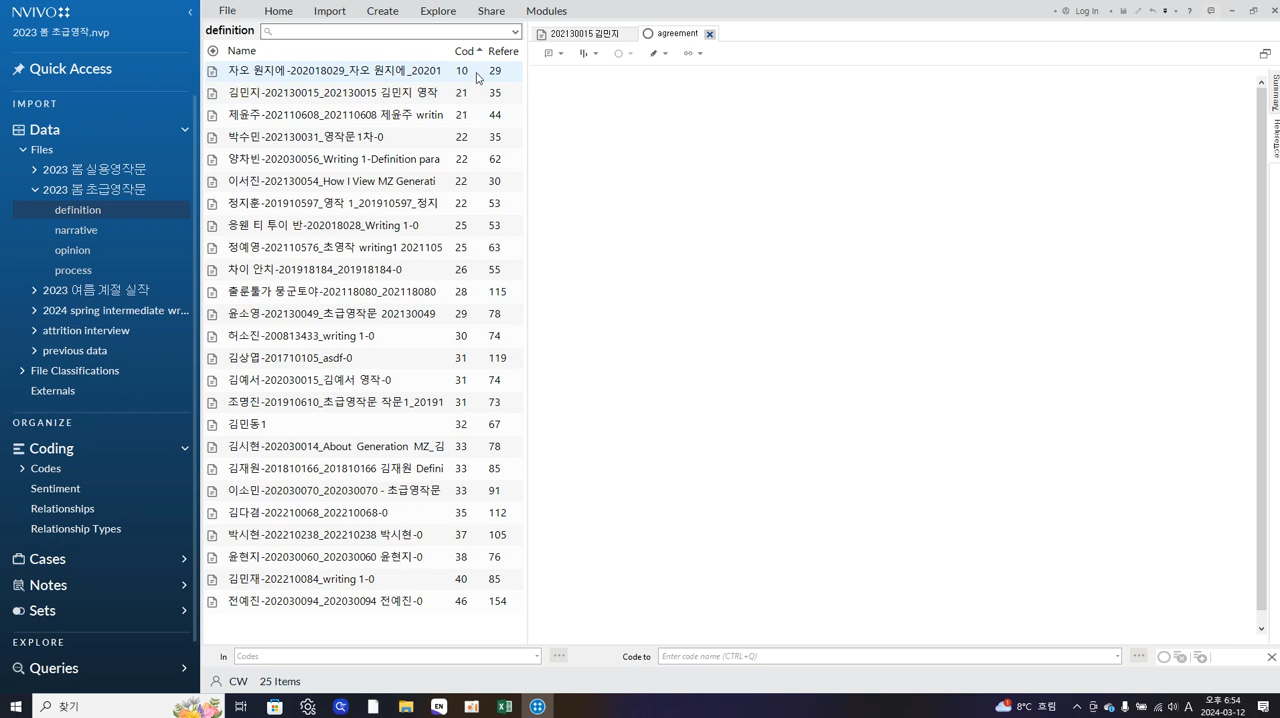 NVIVO
2023 봄 초급영작.nvp
File Home Import Create Explore Share Modules
Log In
Quick Access
IMPORT
Data
Files
2023 봄 실용영작문
2023 봄 초급영작문
definition
narrative
opinion
process
2023 여름 계절 실작
2024 spring intermediate wr...
attrition interview
previous data
File Classifications
Externals
ORGANIZE
Coding
Codes
Sentiment
Relationships
Relationship Types
Cases
Notes
Sets
EXPLORE
Queries
definition
Name Cod Refere
자오 원지에-202018029_자오 원지에_20201 10 29
김민지-202130015_202130015 김민지 영작 21 35
제윤주-202110608_202110608 제윤주 writin 21 44
박수민-202130031_영작문1차-0 22 35
양차빈-202030056_Writing 1-Definition para 22 62
이서진-202130054_How I View MZ Generati 22 30
정지훈-201910597_영작 1_201910597_정지 22 53
응웬 티 투이 반-202018028_Writing 1-0 25 53
정예영-202110576_초영작 writing1 2021105 25 63
차이 안치-201918184_201918184-0 26 55
출룬툴가 뭉군토야-202118080_202118080 28 115
윤소영-202130049_초급영작문 202130049 29 78
허소진-200813433_writing 1-0 30 74
김상엽-201710105_asdf-0 31 119
김예서-202030015_김예서 영작-0 31 74
조명진-201910610_초급영작문 작문1_20191 31 73
김민동1 32 67
김시현-202030014_About Generation MZ_김 33 78
김재원-201810166_201810166 김재원 Defini 33 85
이소민-202030070_202030070 - 초급영작문 33 91
김다겸-202210068_202210068-0 35 112
박시현-202210238_202210238 박시현-0 37 105
윤현지-202030060_202030060 윤현지-0 38 76
김민재-202210084_writing 1-0 40 85
전예진-202030094_202030094 전예진-0 46 154
202130015 김민지
agreement
Summary
Reference
In Codes
Code to Enter code name (CTRL+Q)
CW 25 Items
찾기
EN
8°C 흐림
A
오후 6:54
2024-03-12